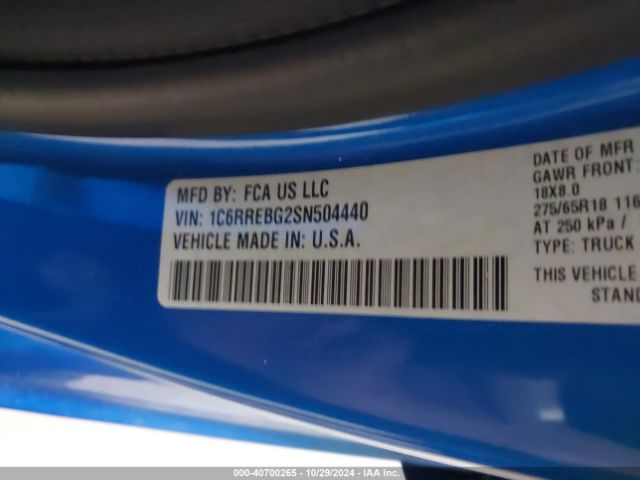 MFD BY: FCA US LLC
VIN: 1C6RREBG2SN504440
VEHICLE MADE IN: U.S.A.
DATE OF MFR
GAWR FRONT:
18X8.0
275/65R18 116
AT 250 kPa /
TYPE: TRUCK
THIS VEHICLE
STAND
000-40700265 - 10/29/2024 - IAA Inc.